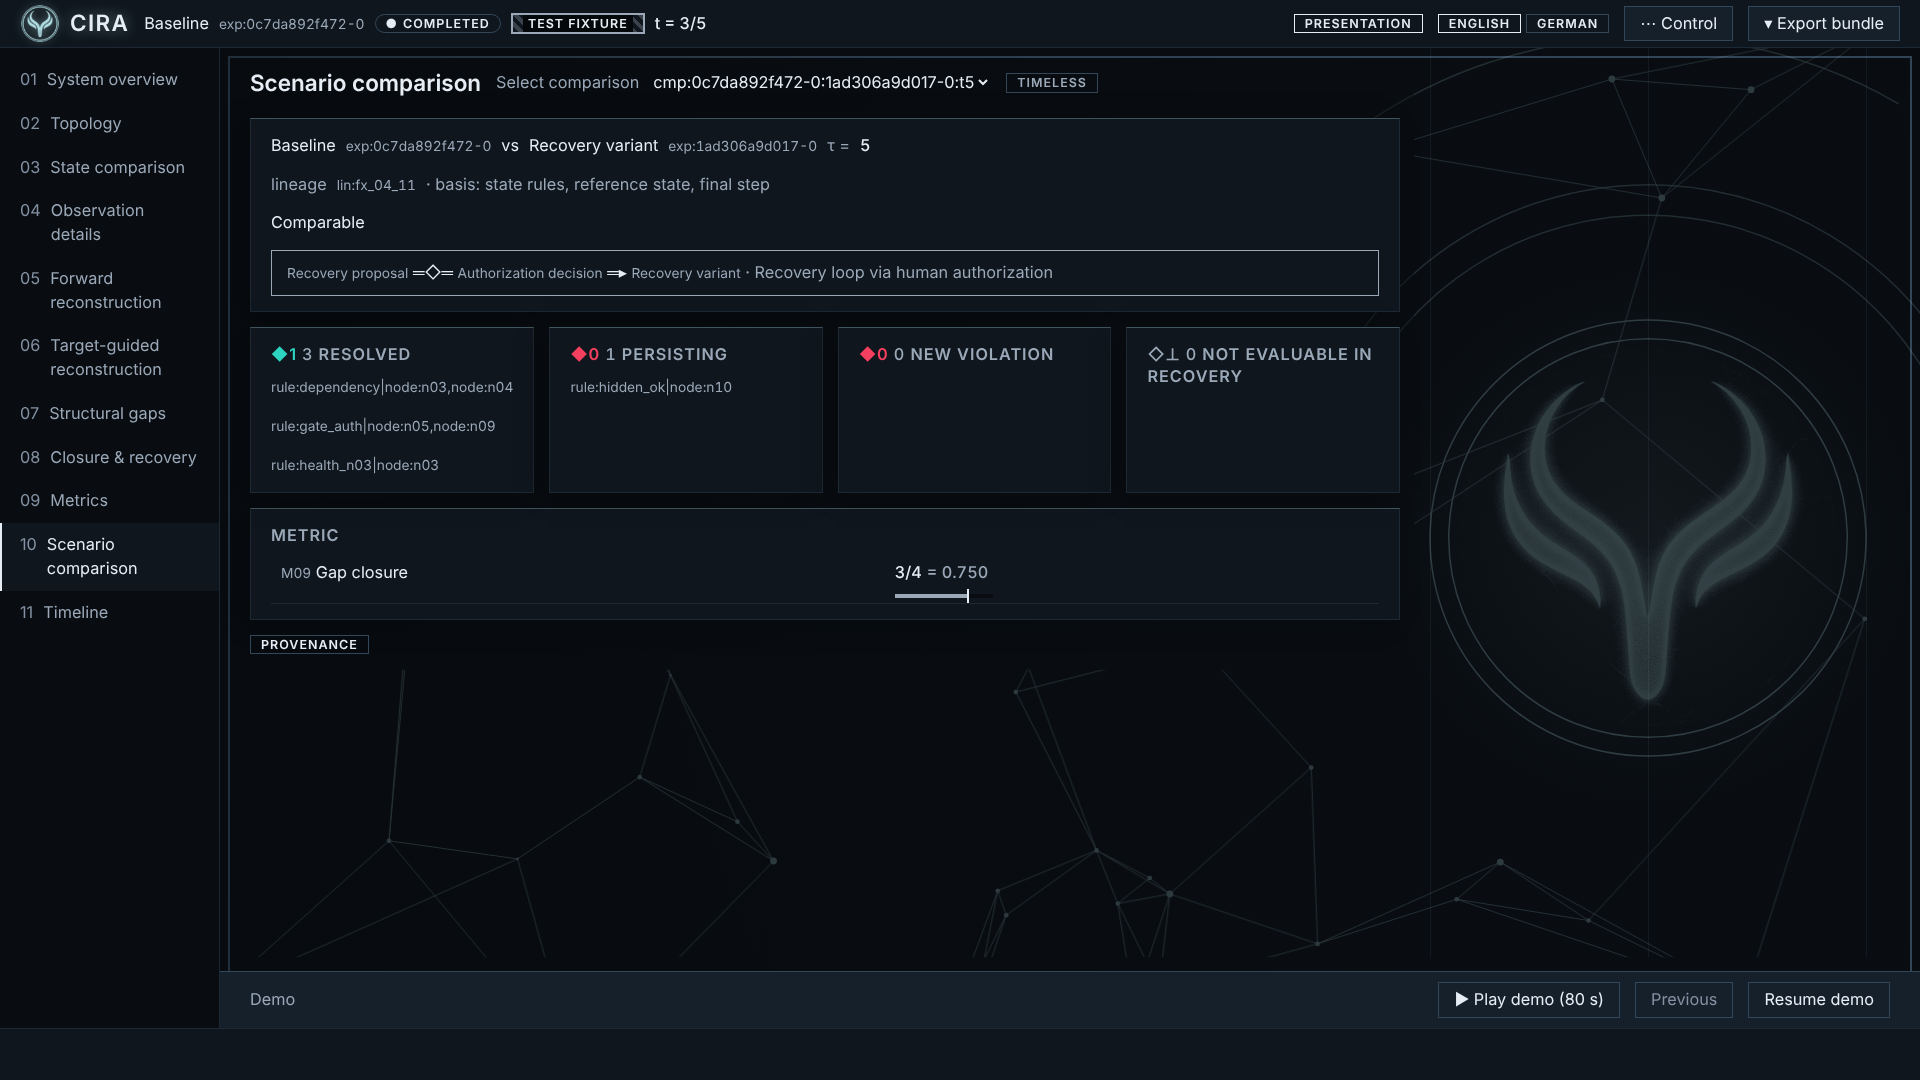 CIRA Baseline exp:0c7da892f472-0 ● COMPLETED TEST FIXTURE t = 3/5 PRESENTATION ENGLISH GERMAN ··· Control ▾ Export bundle
01 System overview
02 Topology
03 State comparison
04 Observation
details
05 Forward
reconstruction
06 Target-guided
reconstruction
07 Structural gaps
08 Closure & recovery
09 Metrics
10 Scenario
comparison
11 Timeline
Scenario comparison Select comparison cmp:0c7da892f472-0:1ad306a9d017-0:t5 TIMELESS
Baseline exp:0c7da892f472-0 vs Recovery variant exp:1ad306a9d017-0 τ = 5
lineage lin:fx_04_11 · basis: state rules, reference state, final step
Comparable
Recovery proposal ═◇═ Authorization decision ═▸ Recovery variant · Recovery loop via human authorization
◆1 3 RESOLVED
rule:dependency|node:n03,node:n04
rule:gate_auth|node:n05,node:n09
rule:health_n03|node:n03
◆0 1 PERSISTING
rule:hidden_ok|node:n10
◆0 0 NEW VIOLATION
◇⊥ 0 NOT EVALUABLE IN
RECOVERY
METRIC
M09 Gap closure 3/4 = 0.750
PROVENANCE
Demo ▶ Play demo (80 s) Previous Resume demo